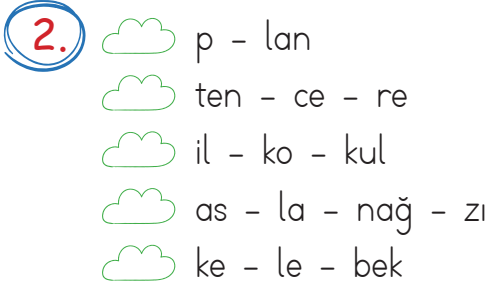 2.
p – lan
ten – ce – re
il – ko – kul
as – la – nağ – zı
ke – le – bek